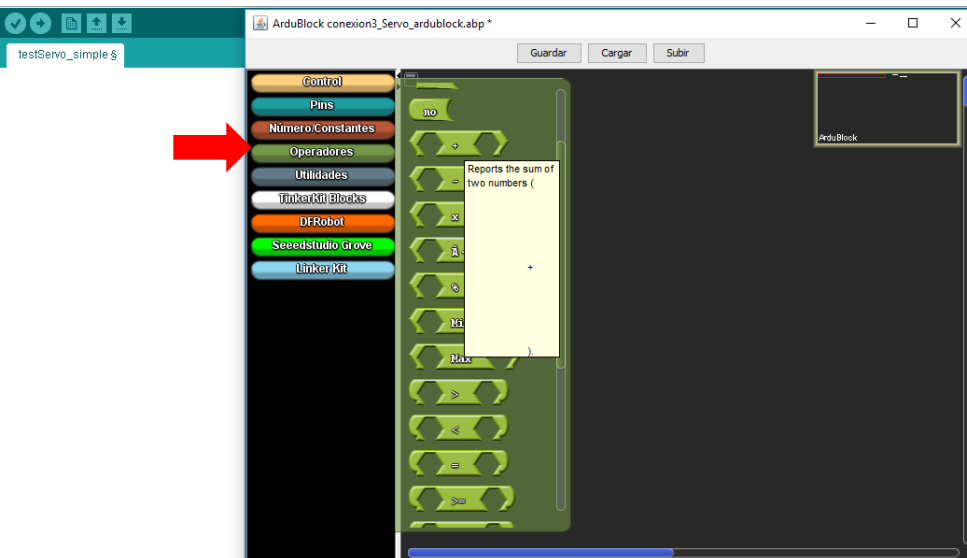 ArduBlock conexion3_Servo_ardublock.abp *
testServo_simple §
Guardar Cargar Subir
Control
Pins
Número/Constantes
Operadores
Utilidades
TinkerKit Blocks
DFRobot
Seeedstudio Grove
Linker Kit
no
+
-
x
Ã
%
Mi
Max
>
<
=
>=
Reports the sum of
two numbers (
+
).
ArduBlock